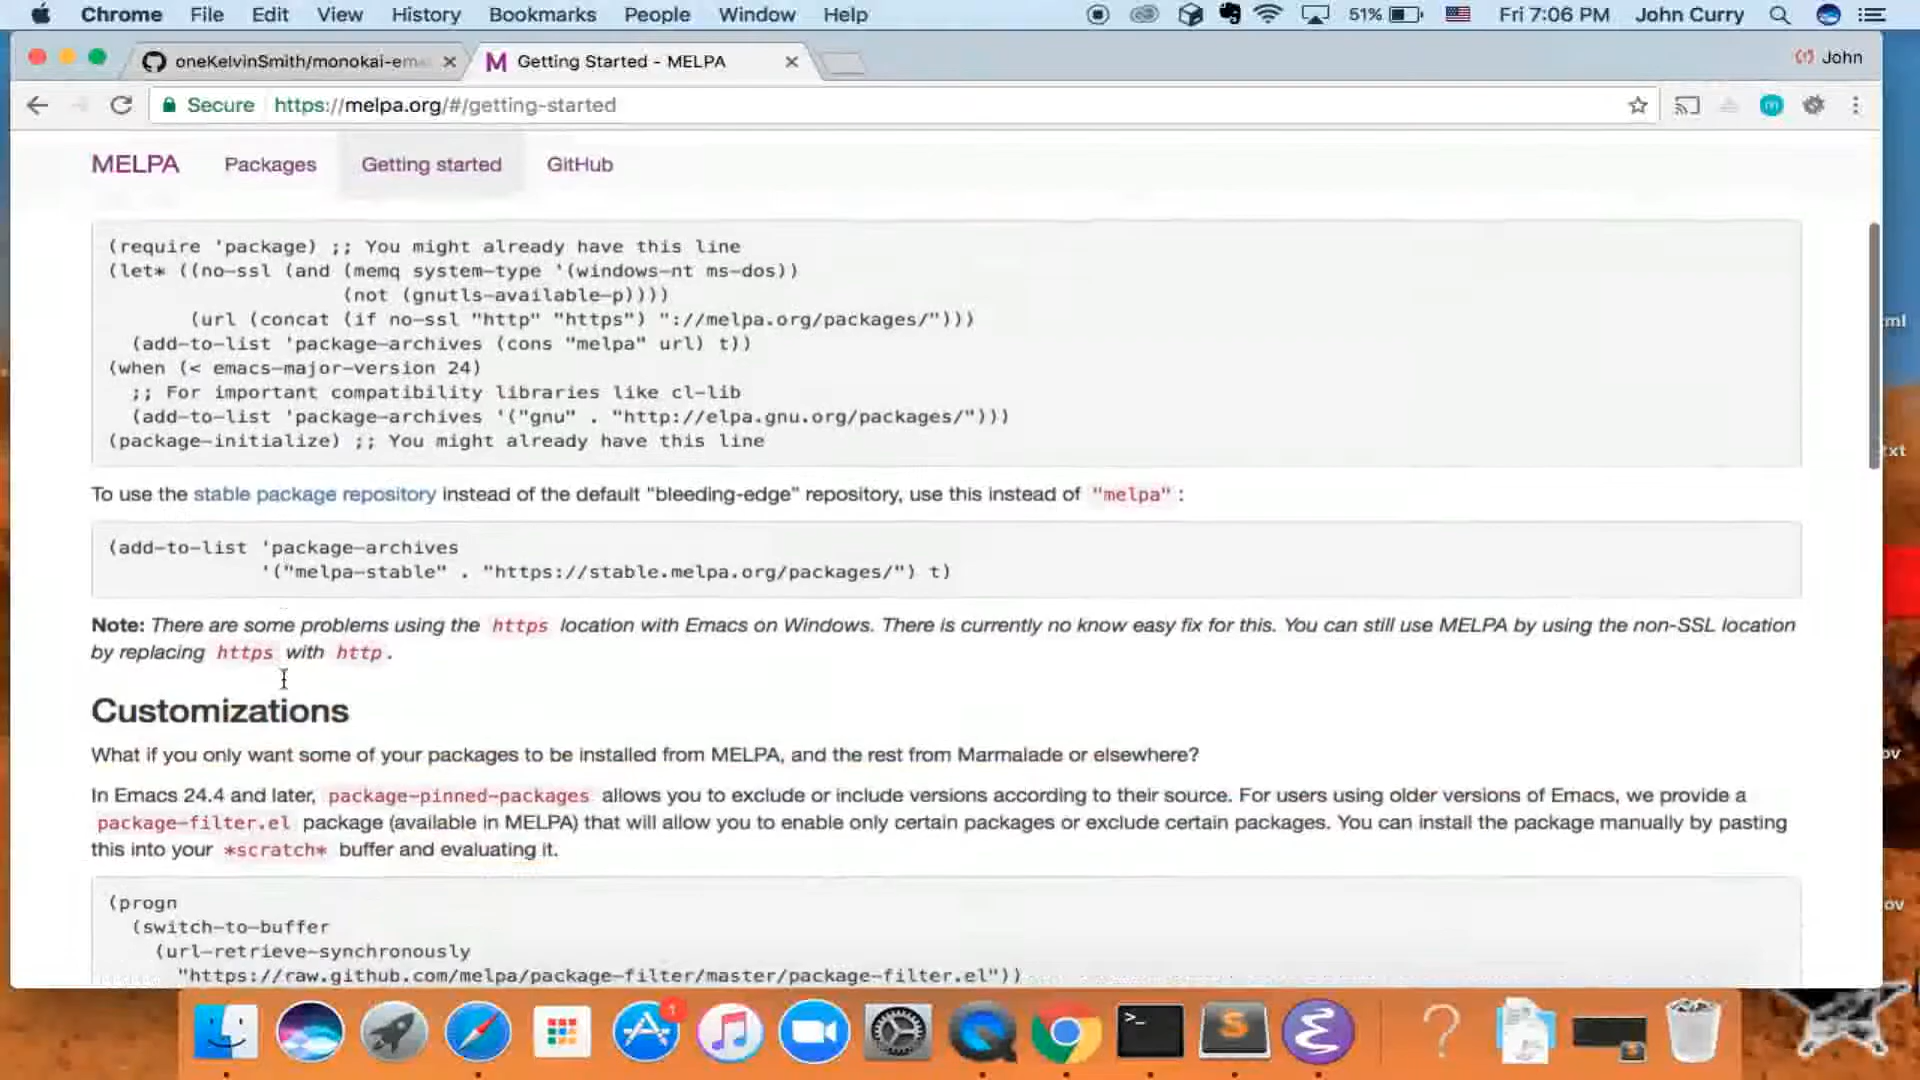 Chrome File Edit View History Bookmarks People Window Help 51% Fri 7:06 PM John Curry
oneKelvinSmith/monokai-em Getting Started - MELPA John
Secure https://melpa.org/#/getting-started
MELPA Packages Getting started GitHub
(require 'package) ;; You might already have this line
(let* ((no-ssl (and (memq system-type '(windows-nt ms-dos))
(not (gnutls-available-p))))
(url (concat (if no-ssl "http" "https") "://melpa.org/packages/")))
(add-to-list 'package-archives (cons "melpa" url) t))
(when (< emacs-major-version 24)
;; For important compatibility libraries like cl-lib
(add-to-list 'package-archives '("gnu" . "http://elpa.gnu.org/packages/")))
(package-initialize) ;; You might already have this line
To use the stable package repository instead of the default "bleeding-edge" repository, use this instead of "melpa":
(add-to-list 'package-archives
'("melpa-stable" . "https://stable.melpa.org/packages/") t)
Note: There are some problems using the https location with Emacs on Windows. There is currently no know easy fix for this. You can still use MELPA by using the non-SSL location
by replacing https with http.
Customizations
What if you only want some of your packages to be installed from MELPA, and the rest from Marmalade or elsewhere?
In Emacs 24.4 and later, package-pinned-packages allows you to exclude or include versions according to their source. For users using older versions of Emacs, we provide a
package-filter.el package (available in MELPA) that will allow you to enable only certain packages or exclude certain packages. You can install the package manually by pasting
this into your *scratch* buffer and evaluating it.
(progn
(switch-to-buffer
(url-retrieve-synchronously
"https://raw.github.com/melpa/package-filter/master/package-filter.el"))
ml
txt
ov
ov
1